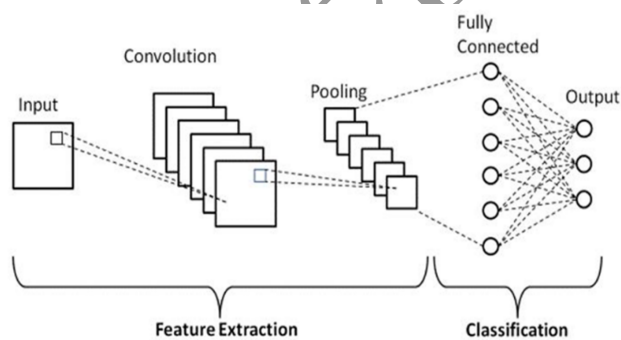 Fully
Connected
Convolution
Pooling
Output
Input
Feature Extraction
Classification